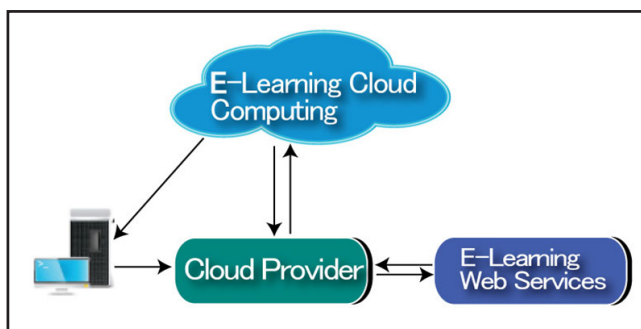 E-Learning Cloud
Computing
Cloud Provider
E-Learning
Web Services